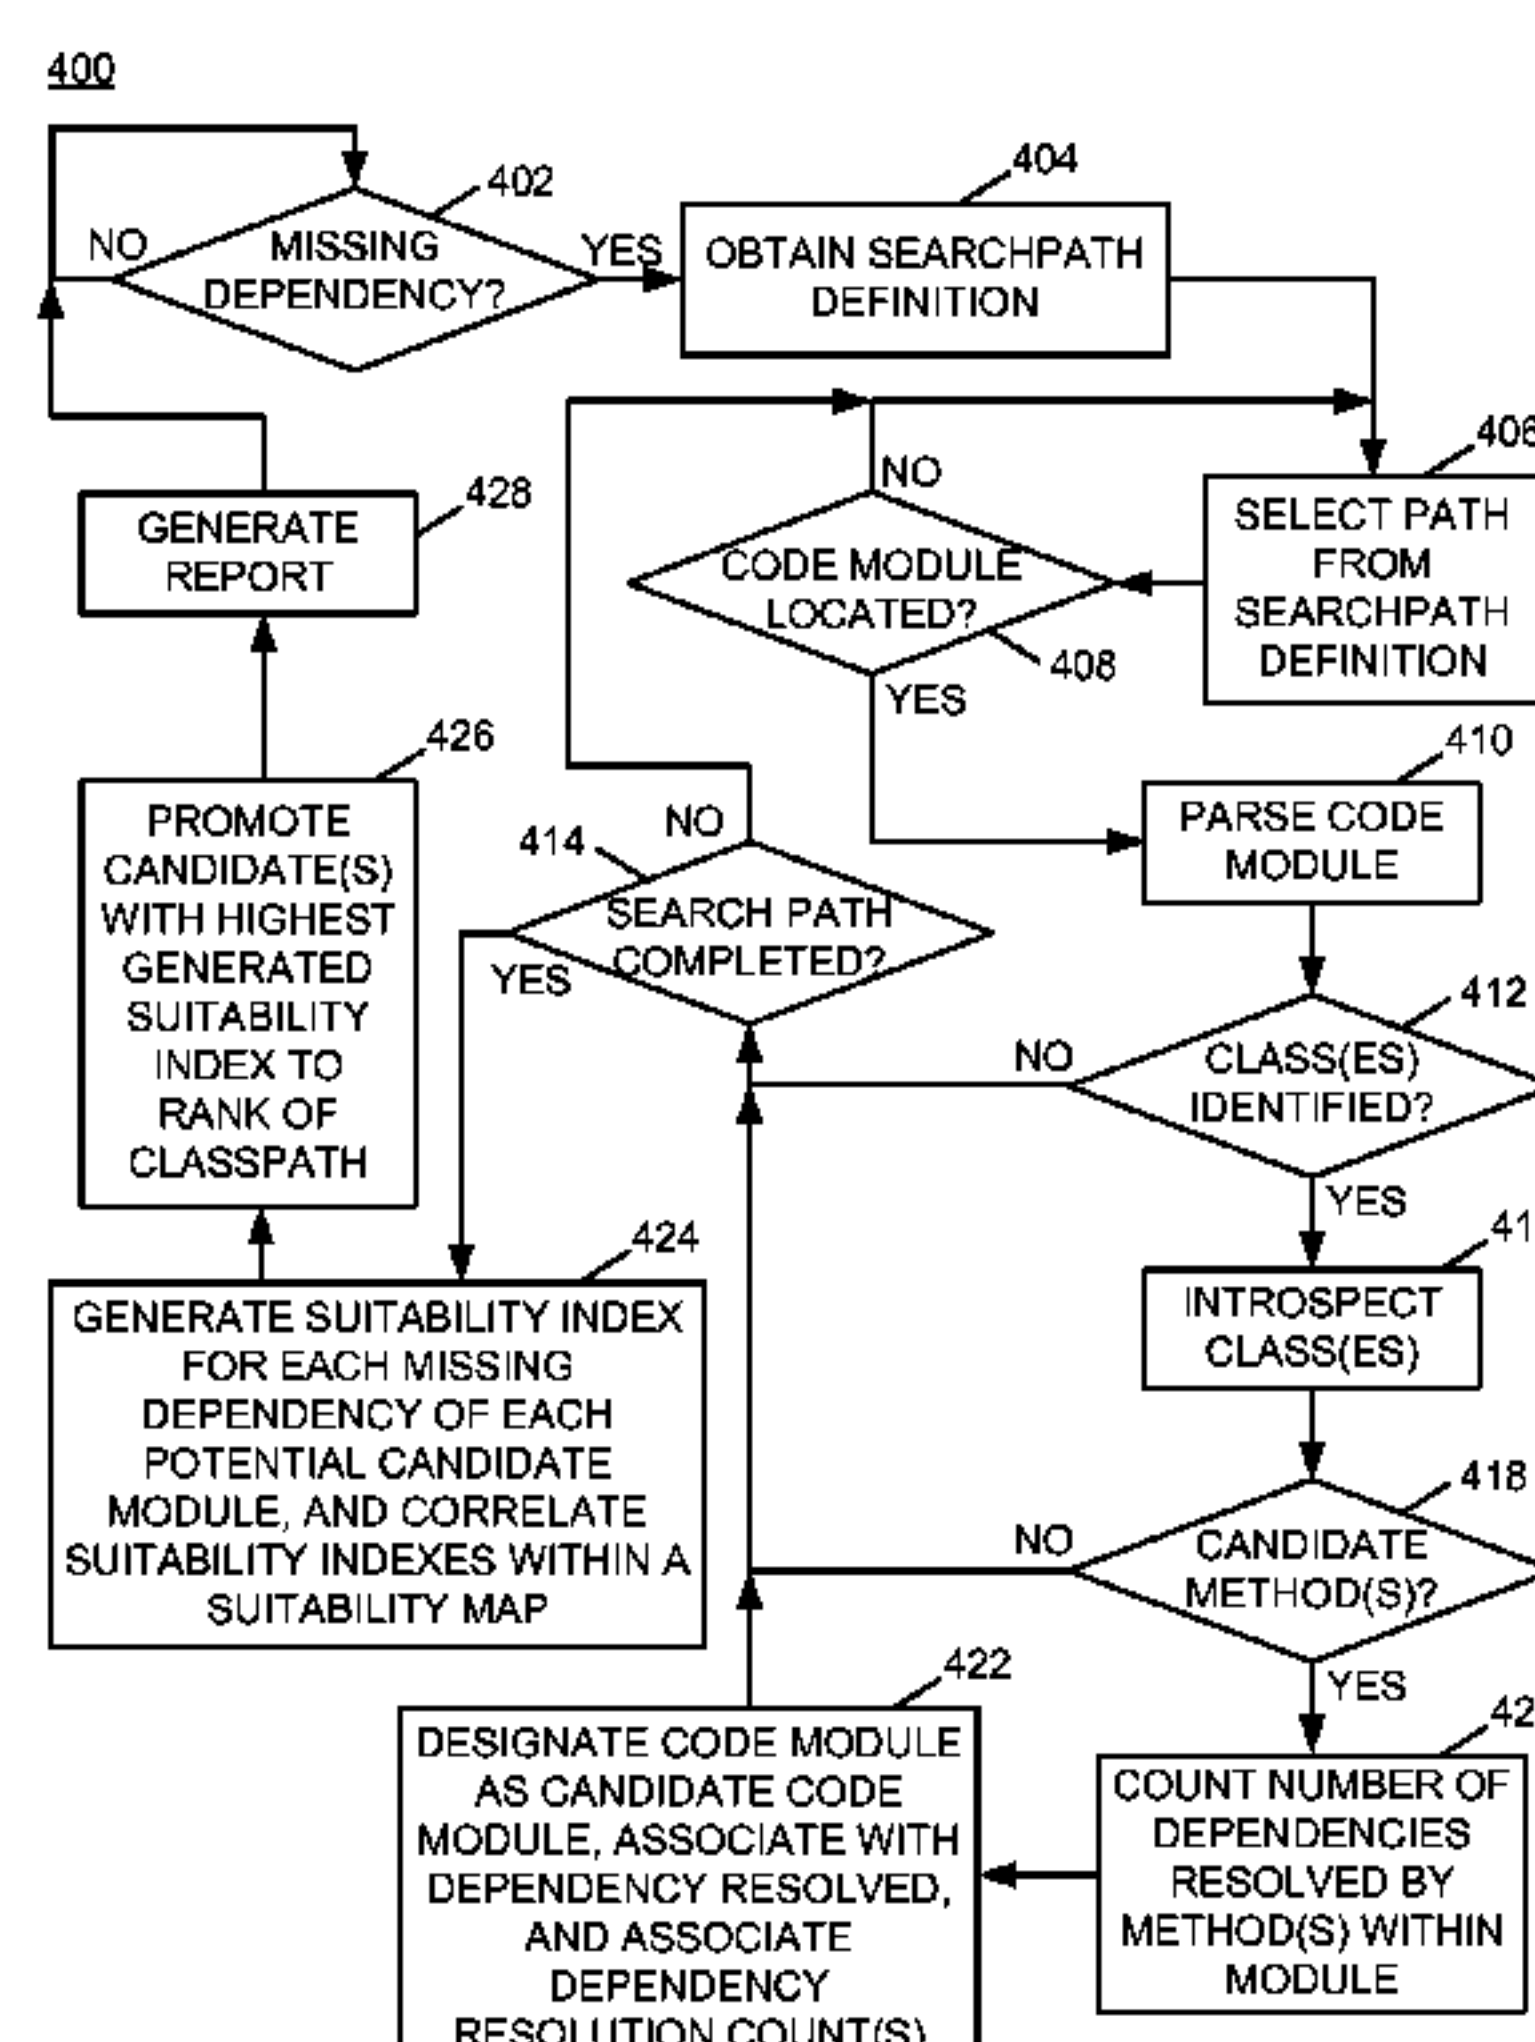 400
402
NO
MISSING
DEPENDENCY?
YES
404
OBTAIN SEARCHPATH
DEFINITION
406
SELECT PATH
FROM
SEARCHPATH
DEFINITION
NO
CODE MODULE
LOCATED?
408
YES
428
GENERATE
REPORT
426
PROMOTE
CANDIDATE(S)
WITH HIGHEST
GENERATED
SUITABILITY
INDEX TO
RANK OF
CLASSPATH
414
NO
SEARCH PATH
COMPLETED?
YES
410
PARSE CODE
MODULE
412
NO
CLASS(ES)
IDENTIFIED?
YES
41
INTROSPECT
CLASS(ES)
424
GENERATE SUITABILITY INDEX
FOR EACH MISSING
DEPENDENCY OF EACH
POTENTIAL CANDIDATE
MODULE, AND CORRELATE
SUITABILITY INDEXES WITHIN A
SUITABILITY MAP
418
NO
CANDIDATE
METHOD(S)?
YES
42
COUNT NUMBER OF
DEPENDENCIES
RESOLVED BY
METHOD(S) WITHIN
MODULE
422
DESIGNATE CODE MODULE
AS CANDIDATE CODE
MODULE, ASSOCIATE WITH
DEPENDENCY RESOLVED,
AND ASSOCIATE
DEPENDENCY
RESOLUTION COUNT(S)